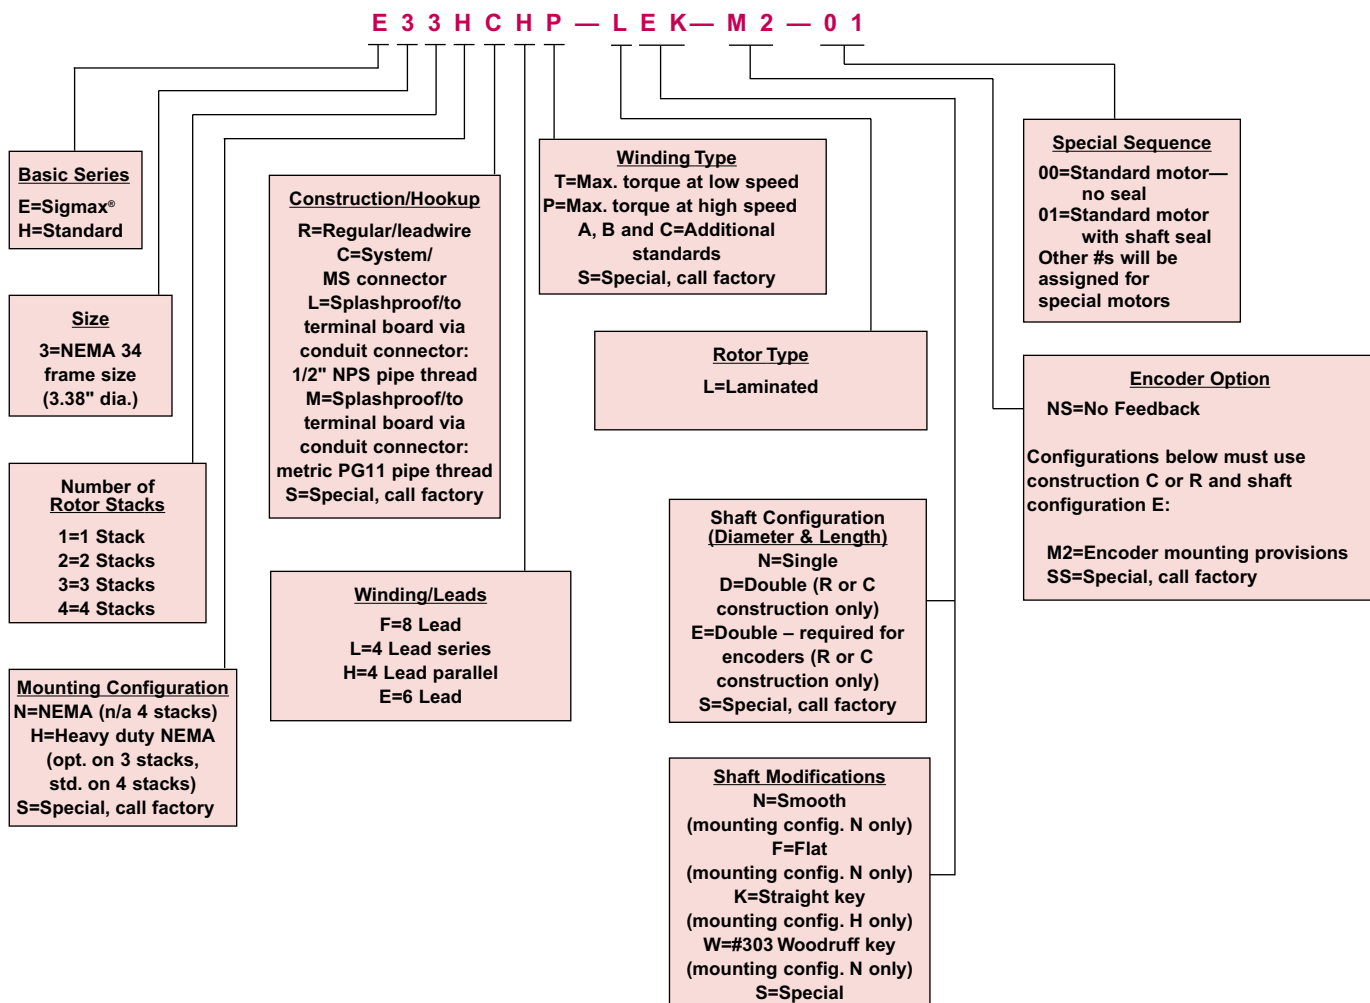 E 3 3 H C H P — L E K — M 2 — 0 1
Basic Series
E=Sigmax®
H=Standard
Size
3=NEMA 34
frame size
(3.38" dia.)
Number of
Rotor Stacks
1=1 Stack
2=2 Stacks
3=3 Stacks
4=4 Stacks
Mounting Configuration
N=NEMA (n/a 4 stacks)
H=Heavy duty NEMA
(opt. on 3 stacks,
std. on 4 stacks)
S=Special, call factory
Construction/Hookup
R=Regular/leadwire
C=System/
MS connector
L=Splashproof/to
terminal board via
conduit connector:
1/2" NPS pipe thread
M=Splashproof/to
terminal board via
conduit connector:
metric PG11 pipe thread
S=Special, call factory
Winding/Leads
F=8 Lead
L=4 Lead series
H=4 Lead parallel
E=6 Lead
Winding Type
T=Max. torque at low speed
P=Max. torque at high speed
A, B and C=Additional
standards
S=Special, call factory
Rotor Type
L=Laminated
Shaft Configuration
(Diameter & Length)
N=Single
D=Double (R or C
construction only)
E=Double – required for
encoders (R or C
construction only)
S=Special, call factory
Shaft Modifications
N=Smooth
(mounting config. N only)
F=Flat
(mounting config. N only)
K=Straight key
(mounting config. H only)
W=#303 Woodruff key
(mounting config. N only)
S=Special
Special Sequence
00=Standard motor—
no seal
01=Standard motor
with shaft seal
Other #s will be
assigned for
special motors
Encoder Option
NS=No Feedback
Configurations below must use
construction C or R and shaft
configuration E:
M2=Encoder mounting provisions
SS=Special, call factory